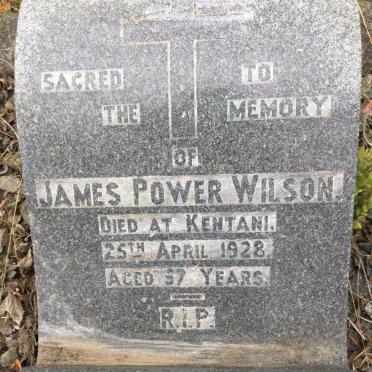 SACRED TO
THE MEMORY
OF
JAMES POWER WILSON.
DIED AT KENTANI.
25TH APRIL 1928.
AGED 57 YEARS.
R.I.P.